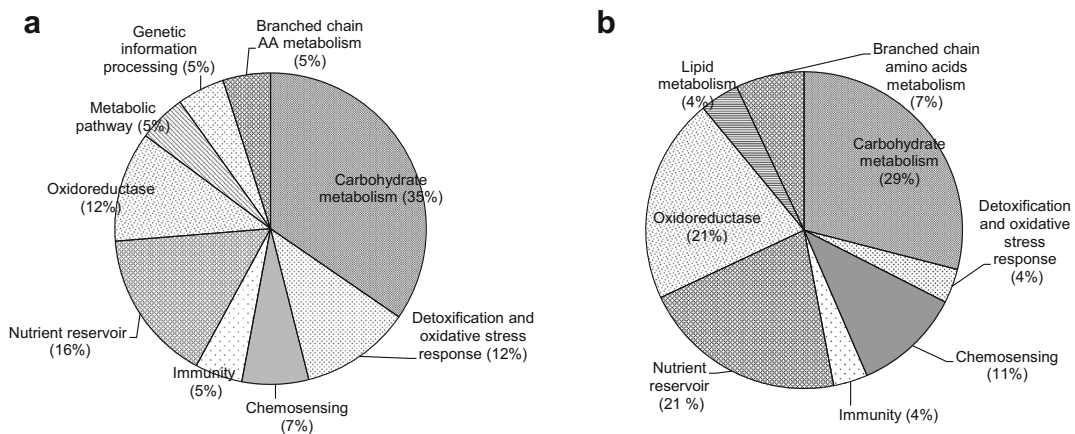 a
Genetic
information
processing (5%)
Branched chain
AA metabolism
(5%)
Metabolic
pathway (5%)
Carbohydrate
metabolism (35%)
Oxidoreductase
(12%)
Nutrient reservoir
(16%)
Immunity
(5%)
Chemosensing
(7%)
Detoxification and
oxidative stress
response (12%)
b
Lipid
metabolism
(4%)
Branched chain
amino acids
metabolism
(7%)
Carbohydrate
metabolism
(29%)
Detoxification
and oxidative
stress
response
(4%)
Oxidoreductase
(21%)
Nutrient
reservoir
(21 %)
Immunity (4%)
Chemosensing
(11%)